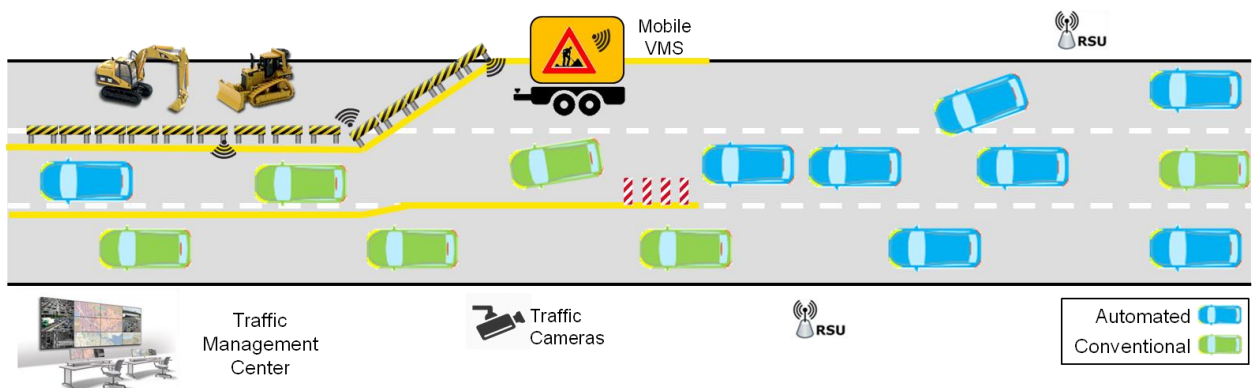 Mobile
VMS
RSU
Traffic
Management
Center
Traffic
Cameras
RSU
Automated
Conventional